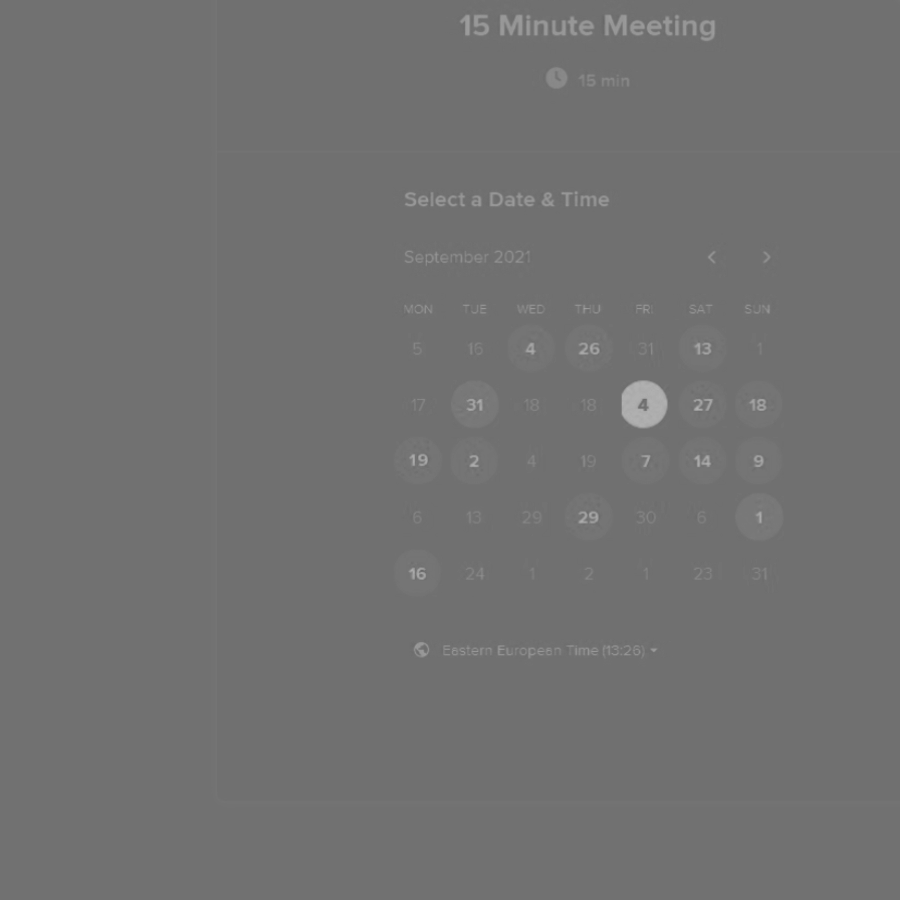 15 Minute Meeting
15 min
Select a Date & Time
September 2021
MON TUE WED THU FRI SAT SUN
5 15 4 26 31 13 1
17 31 18 18 4 27 18
19 2 4 19 7 14 9
6 13 29 29 30 6 1
16 24 1 2 1 23 31
Eastern European Time (13:26)